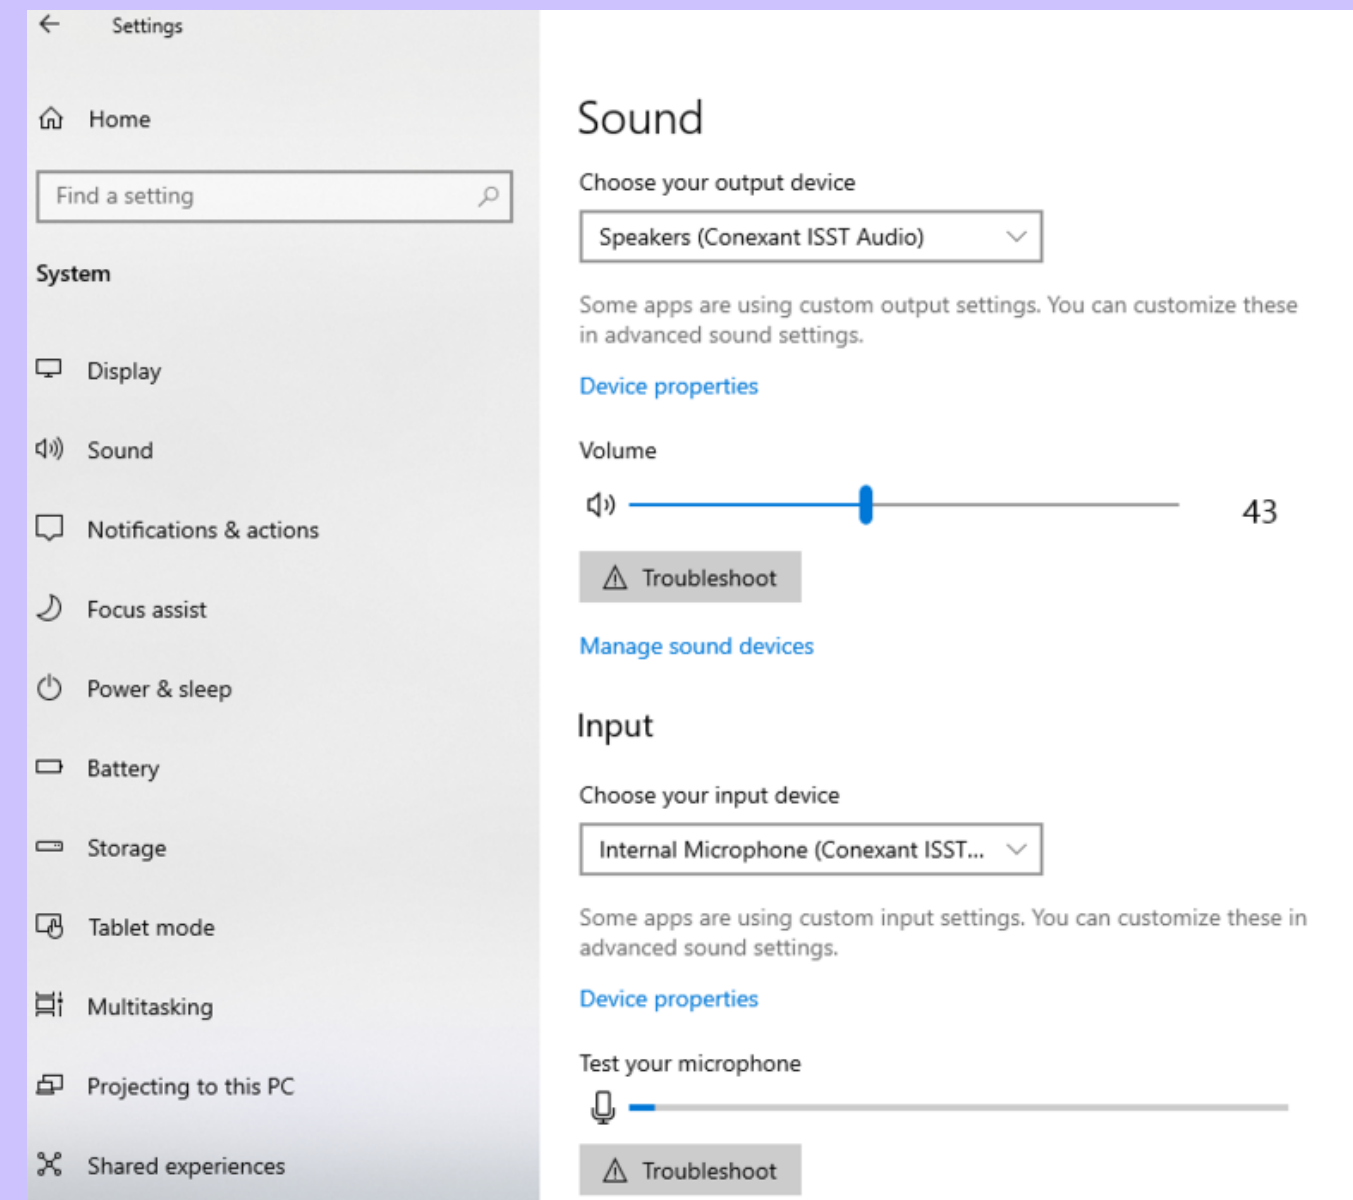 Settings
Home
Find a setting
System
Display
Sound
Notifications & actions
Focus assist
Power & sleep
Battery
Storage
Tablet mode
Multitasking
Projecting to this PC
Shared experiences
Sound
Choose your output device
Speakers (Conexant ISST Audio)
Some apps are using custom output settings. You can customize these
in advanced sound settings.
Device properties
Volume
43
Troubleshoot
Manage sound devices
Input
Choose your input device
Internal Microphone (Conexant ISST...
Some apps are using custom input settings. You can customize these in
advanced sound settings.
Device properties
Test your microphone
Troubleshoot